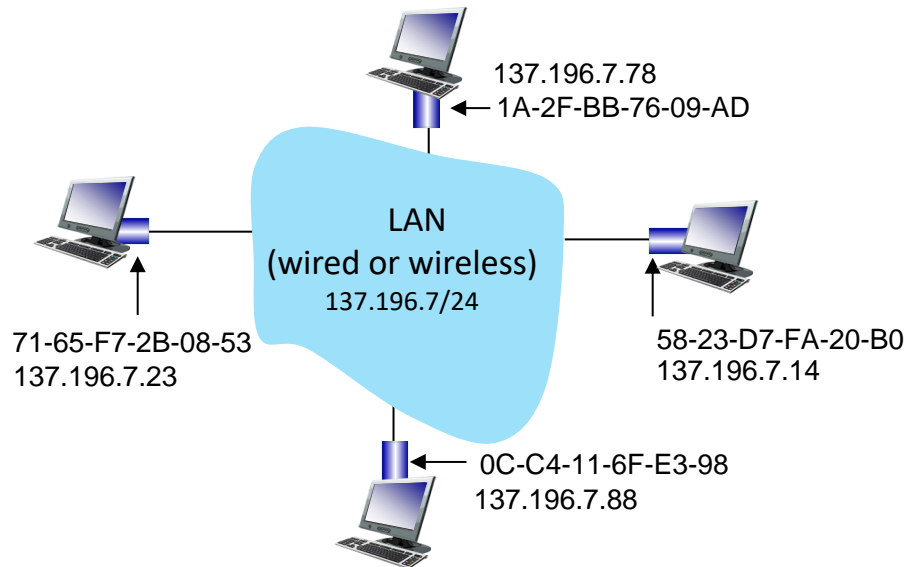 137.196.7.78
1A-2F-BB-76-09-AD
LAN
(wired or wireless)
137.196.7/24
71-65-F7-2B-08-53
137.196.7.23
58-23-D7-FA-20-B0
137.196.7.14
0C-C4-11-6F-E3-98
137.196.7.88